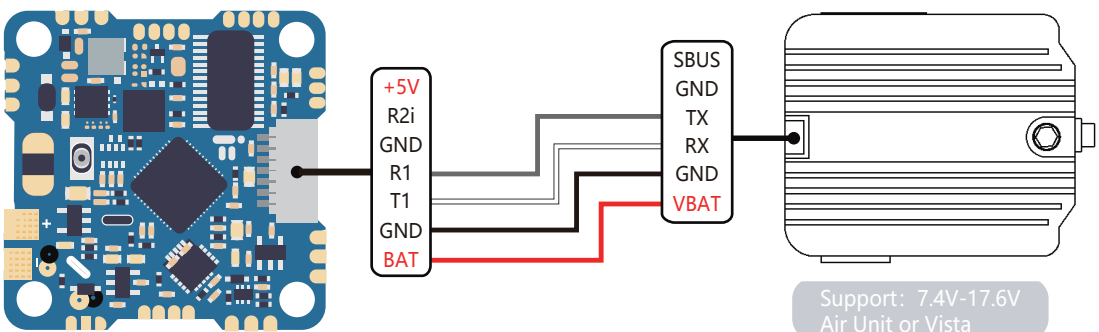 +5V
R2i
GND
R1
T1
GND
BAT
SBUS
GND
TX
RX
GND
VBAT
+
Support: 7.4V-17.6V
Air Unit or Vista